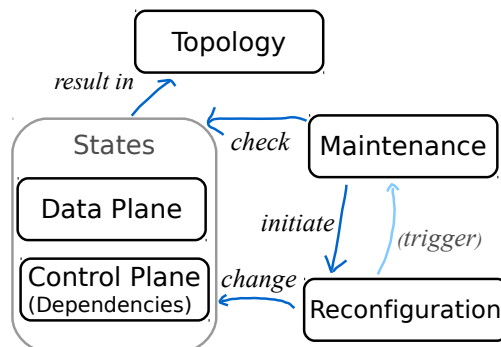 Topology
result in
States
check
Maintenance
Data Plane
initiate
(trigger)
Control Plane
(Dependencies)
change
Reconfiguration